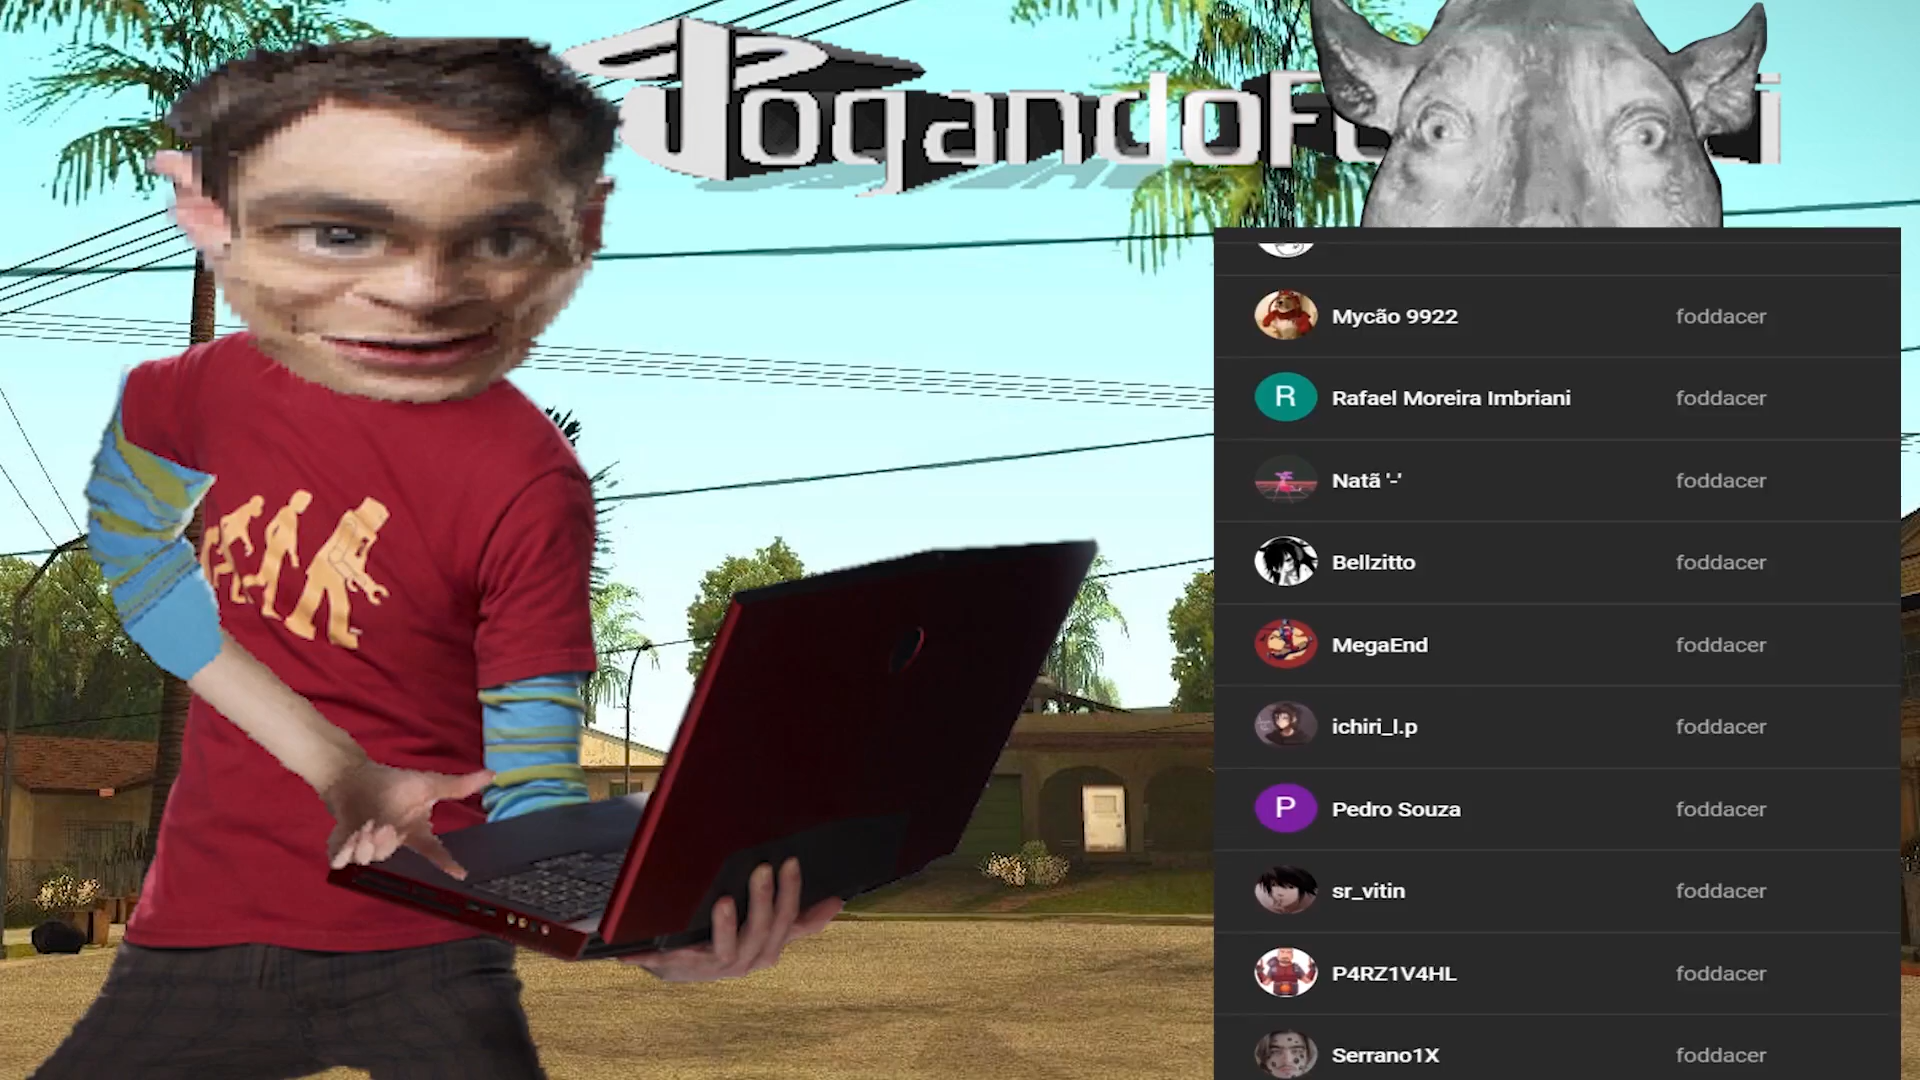 Mycão 9922 foddacer
Rafael Moreira Imbriani foddacer
Natã '-' foddacer
Bellzitto foddacer
MegaEnd foddacer
ichiri_l.p foddacer
Pedro Souza foddacer
sr_vitin foddacer
P4RZ1V4HL foddacer
Serrano1X foddacer
R
P